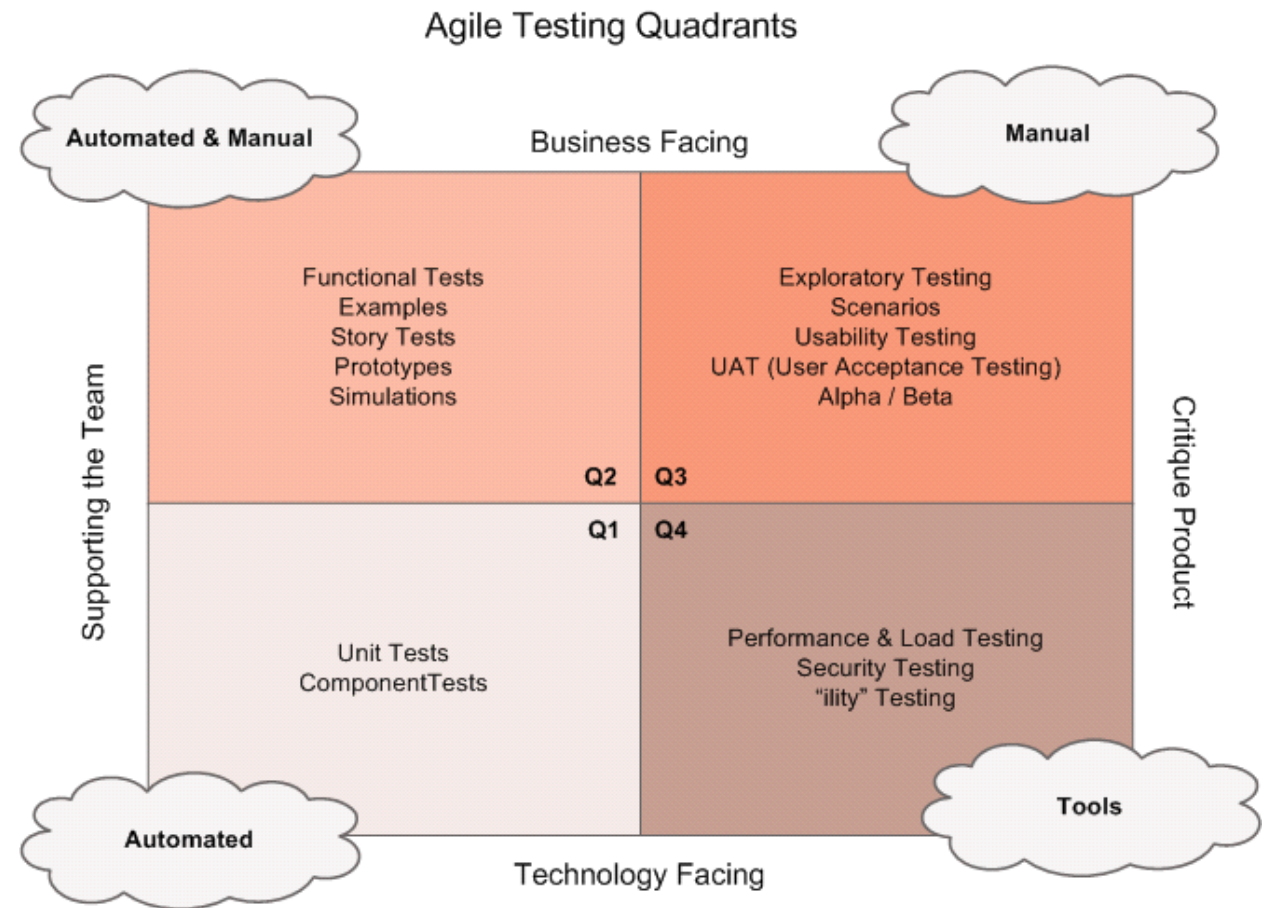 Agile Testing Quadrants
Automated & Manual
Business Facing
Manual
Functional Tests
Examples
Story Tests
Prototypes
Simulations
Exploratory Testing
Scenarios
Usability Testing
UAT (User Acceptance Testing)
Alpha / Beta
Supporting the Team
Critique Product
Q2
Q3
Q1
Q4
Unit Tests
ComponentTests
Performance & Load Testing
Security Testing
“ility” Testing
Automated
Tools
Technology Facing